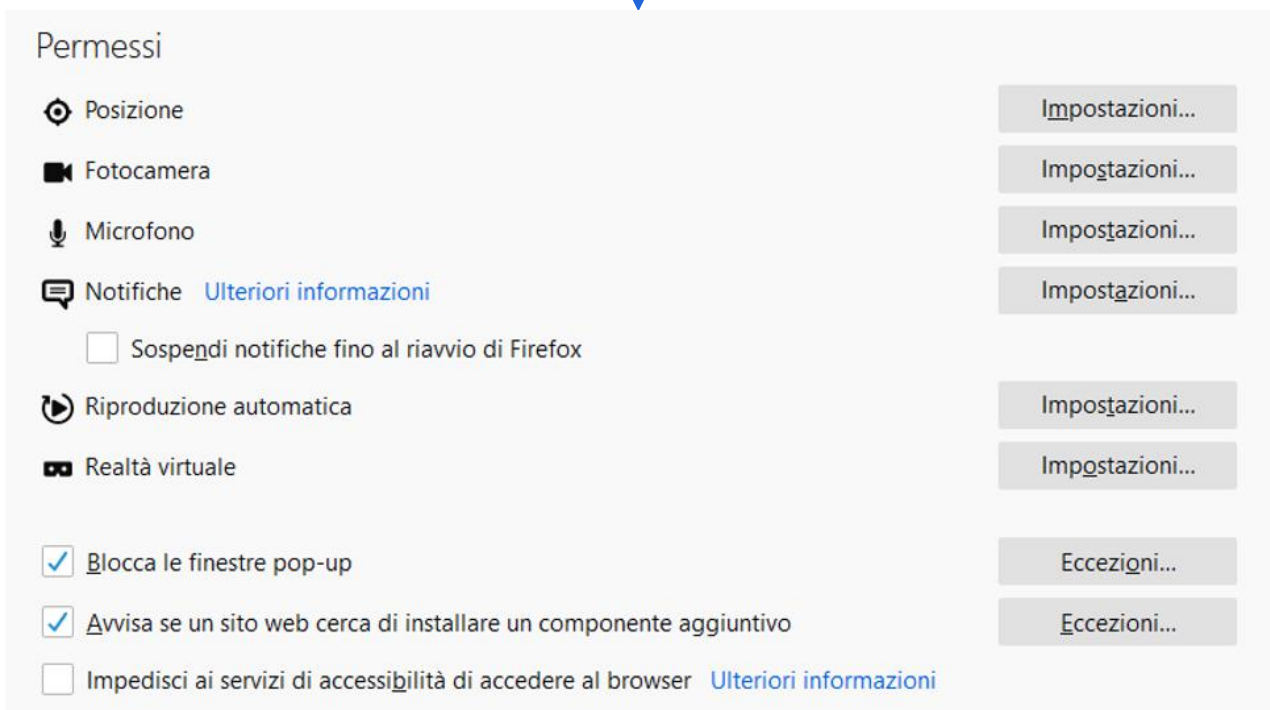 Permessi
Posizione Impostazioni...
Fotocamera Impostazioni...
Microfono Impostazioni...
Notifiche Ulteriori informazioni Impostazioni...
Sospendi notifiche fino al riavvio di Firefox
Riproduzione automatica Impostazioni...
Realtà virtuale Impostazioni...
Blocca le finestre pop-up Eccezioni...
Avvisa se un sito web cerca di installare un componente aggiuntivo Eccezioni...
Impedisci ai servizi di accessibilità di accedere al browser Ulteriori informazioni